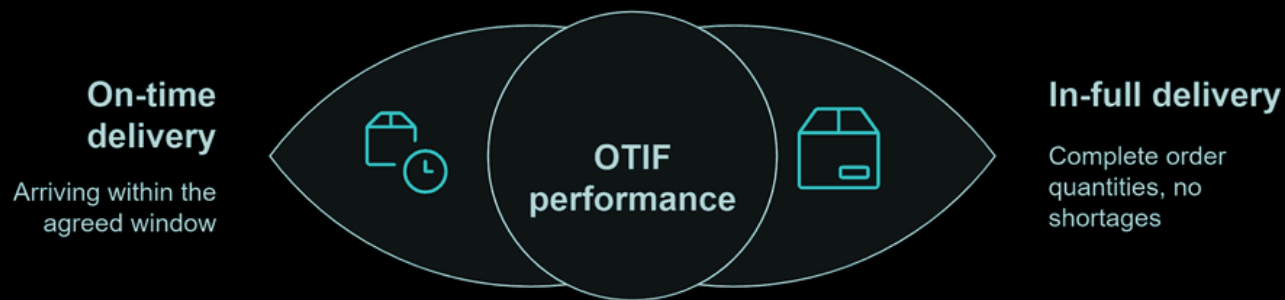 On-time
delivery
Arriving within the
agreed window
OTIF
performance
In-full delivery
Complete order
quantities, no
shortages